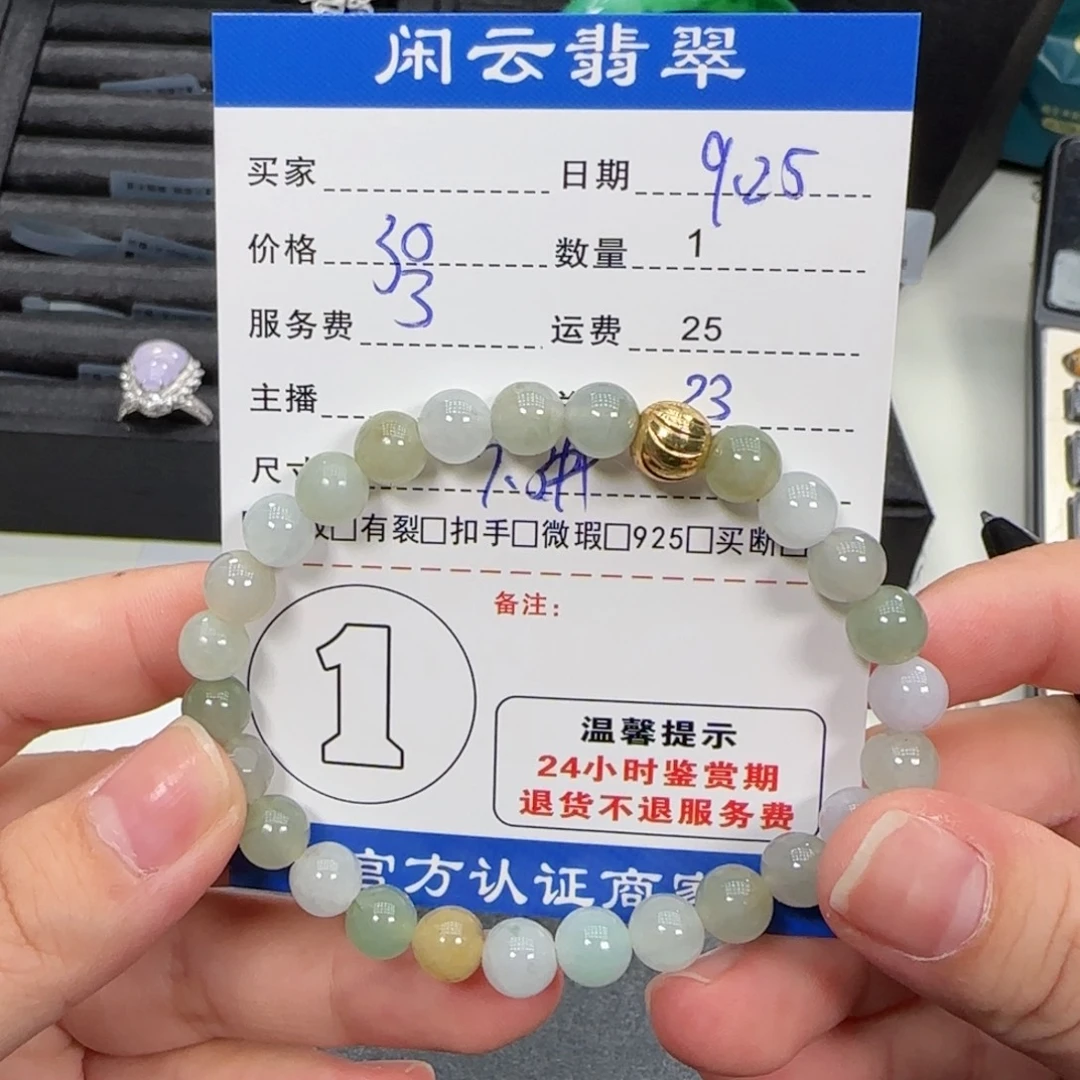 闲云翡翠
买家 日期 9.25
价格 30 数量 1
服务费 3 运费 25
主播 23
尺寸
有裂□扣手□微瑕□925□买断□
备注：
1
温馨提示
24小时鉴赏期
退货不退服务费
官方认证商家